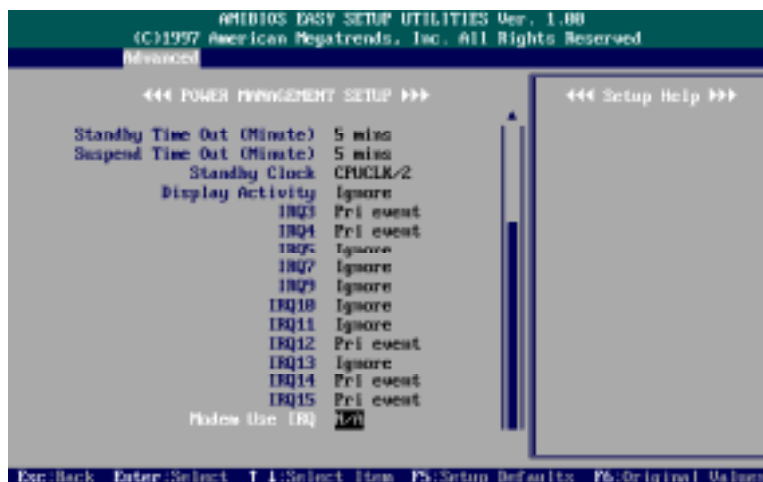 AMIBIOS EASY SETUP UTILITIES Ver. 1.00
(C)1997 American Megatrends, Inc. All Rights Reserved
Advanced
◄◄◄ POWER MANAGEMENT SETUP ►►►
◄◄◄ Setup Help ►►►
Standby Time Out (Minute) 5 mins
Suspend Time Out (Minute) 5 mins
Standby Clock CPUCLK/2
Display Activity Ignore
IRQ3 Pri event
IRQ4 Pri event
IRQ5 Ignore
IRQ7 Ignore
IRQ9 Ignore
IRQ10 Ignore
IRQ11 Ignore
IRQ12 Pri event
IRQ13 Ignore
IRQ14 Pri event
IRQ15 Pri event
Modem Use IRQ N/A
Esc:Back Enter:Select ↑↓:Select Item F5:Setup Defaults F6:Original Values